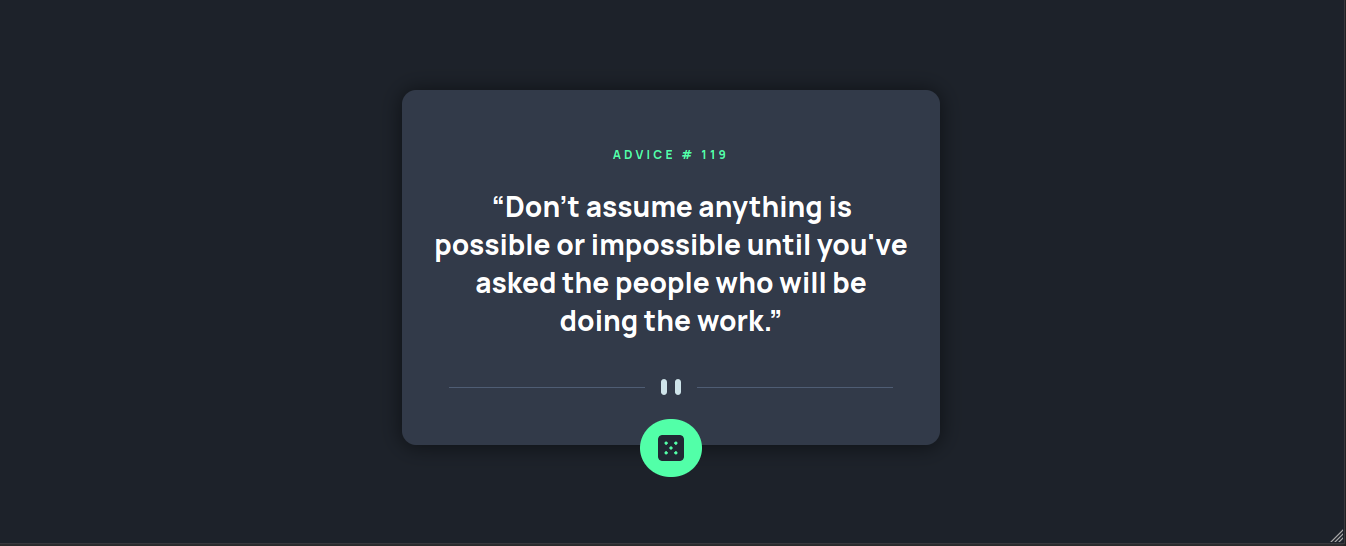 ADVICE # 119
“Don’t assume anything is
possible or impossible until you've
asked the people who will be
doing the work.”